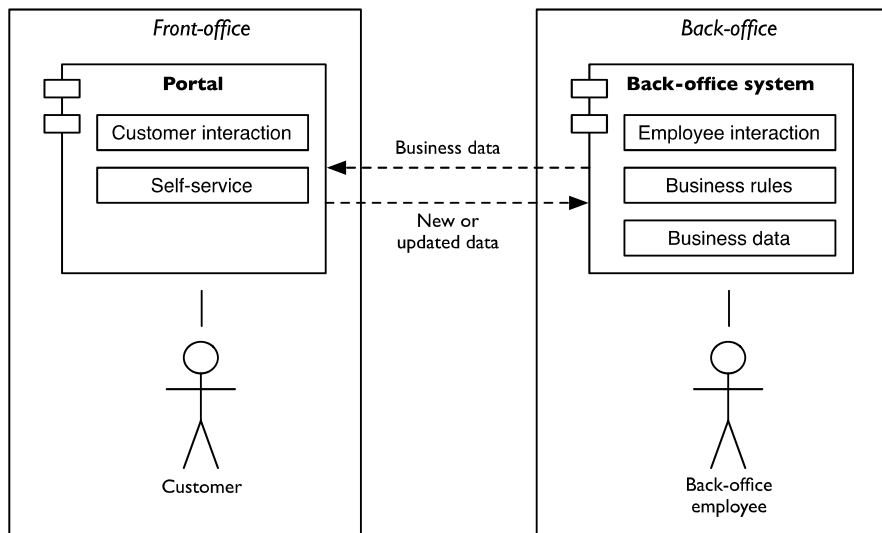 Front-office
Back-office
Portal
Customer interaction
Self-service
Business data
New or
updated data
Back-office system
Employee interaction
Business rules
Business data
Customer
Back-office
employee